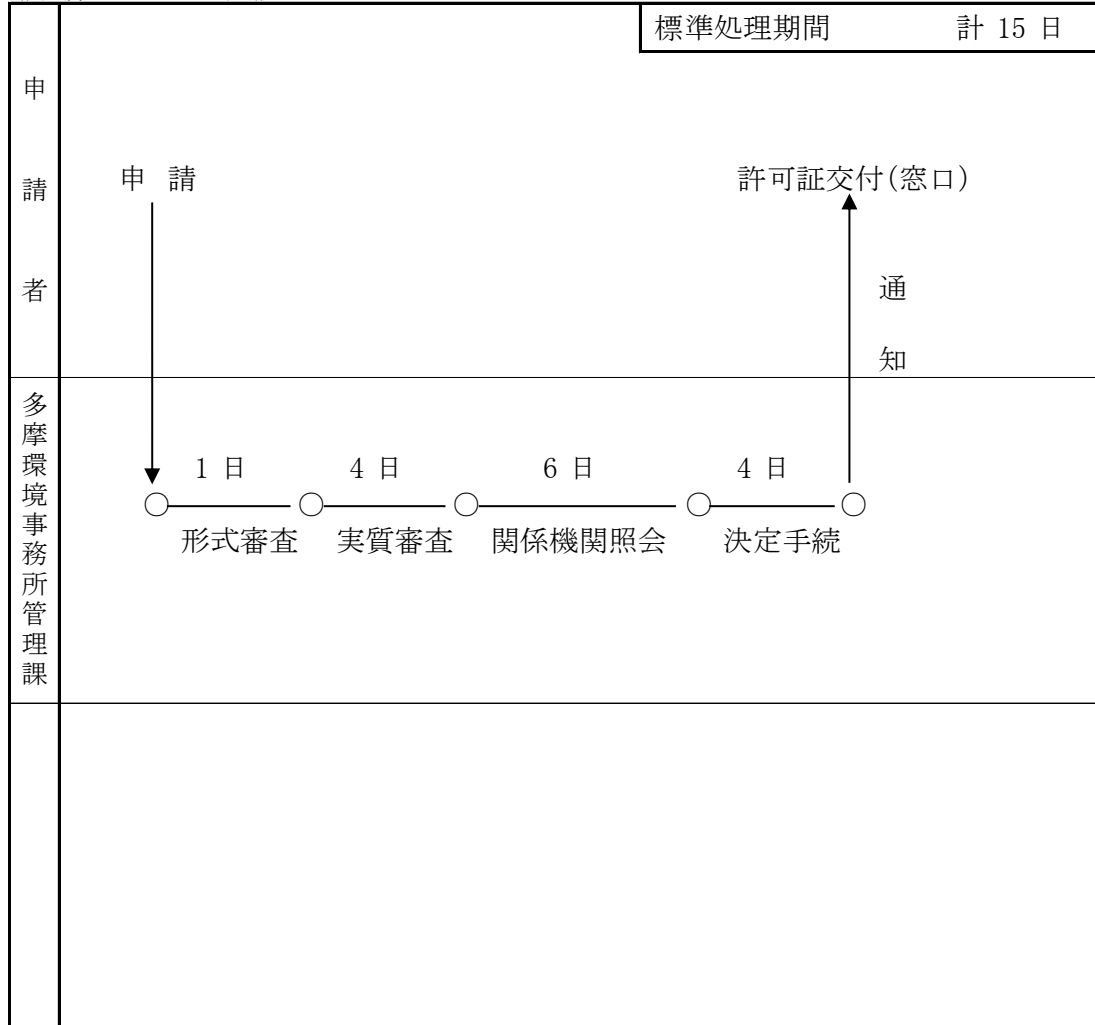 標準処理期間 計 15 日
申請者
申 請
許可証交付(窓口)
通知
多摩環境事務所管理課
1 日 4 日 6 日 4 日
形式審査 実質審査 関係機関照会 決定手続